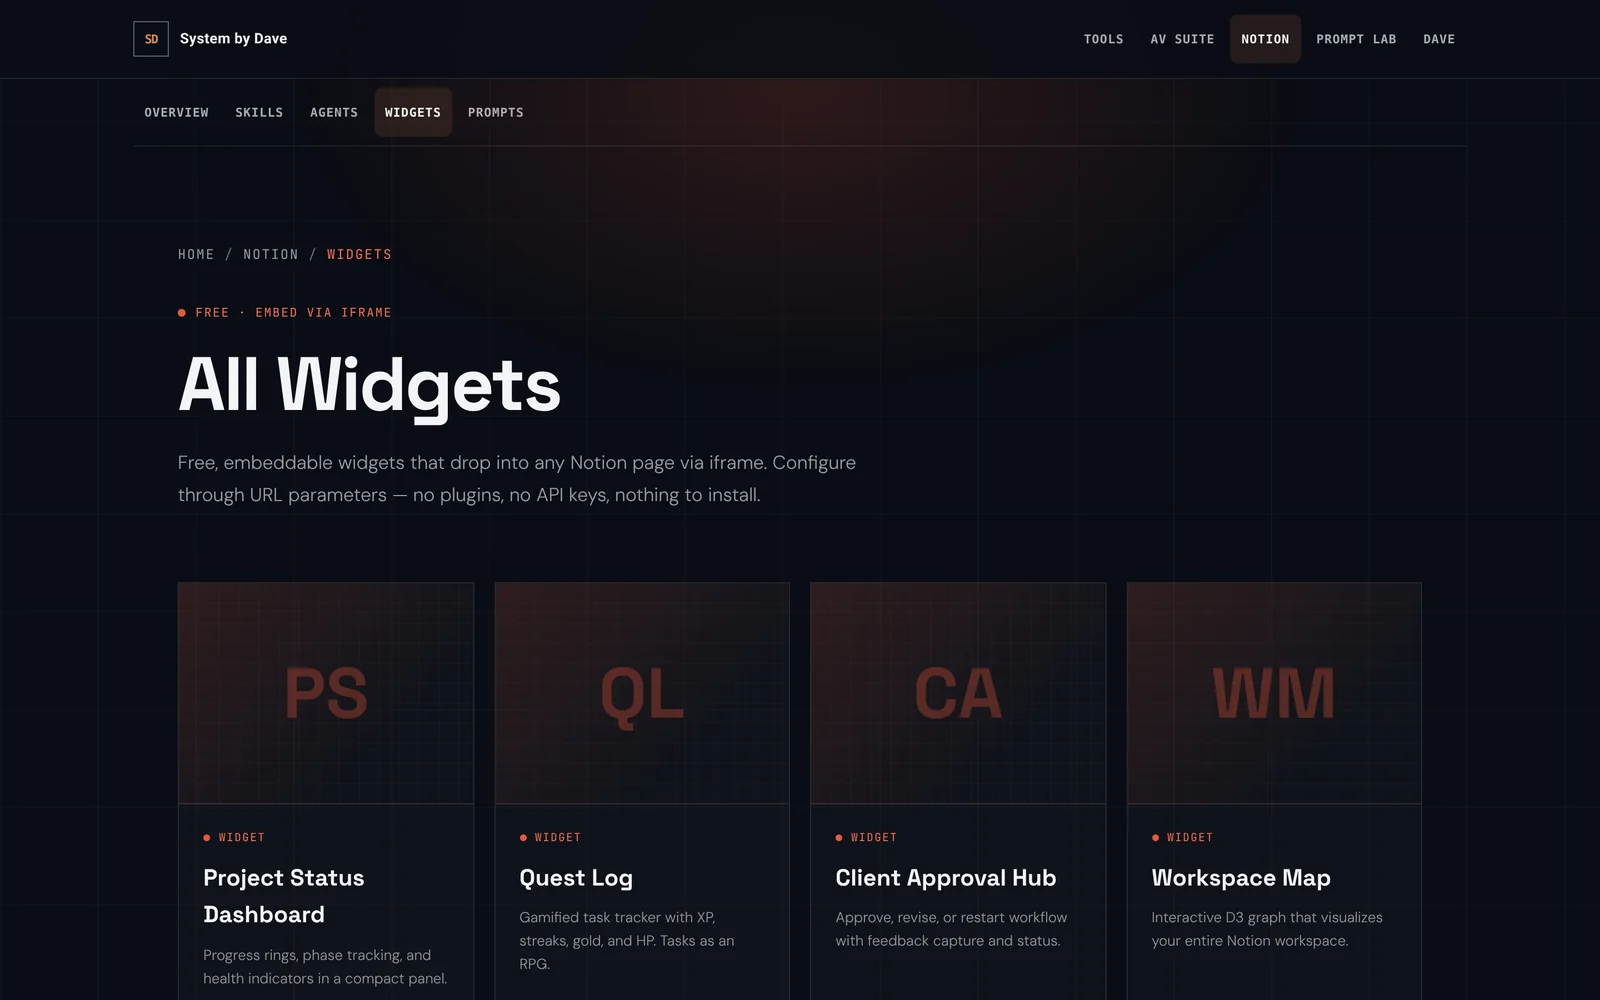 SD
System by Dave
TOOLS
AV SUITE
NOTION
PROMPT LAB
DAVE
OVERVIEW
SKILLS
AGENTS
WIDGETS
PROMPTS
HOME / NOTION / WIDGETS
FREE · EMBED VIA IFRAME
All Widgets
Free, embeddable widgets that drop into any Notion page via iframe. Configure
through URL parameters — no plugins, no API keys, nothing to install.
PS
WIDGET
Project Status
Dashboard
Progress rings, phase tracking, and
health indicators in a compact panel.
QL
WIDGET
Quest Log
Gamified task tracker with XP,
streaks, gold, and HP. Tasks as an
RPG.
CA
WIDGET
Client Approval Hub
Approve, revise, or restart workflow
with feedback capture and status.
WM
WIDGET
Workspace Map
Interactive D3 graph that visualizes
your entire Notion workspace.